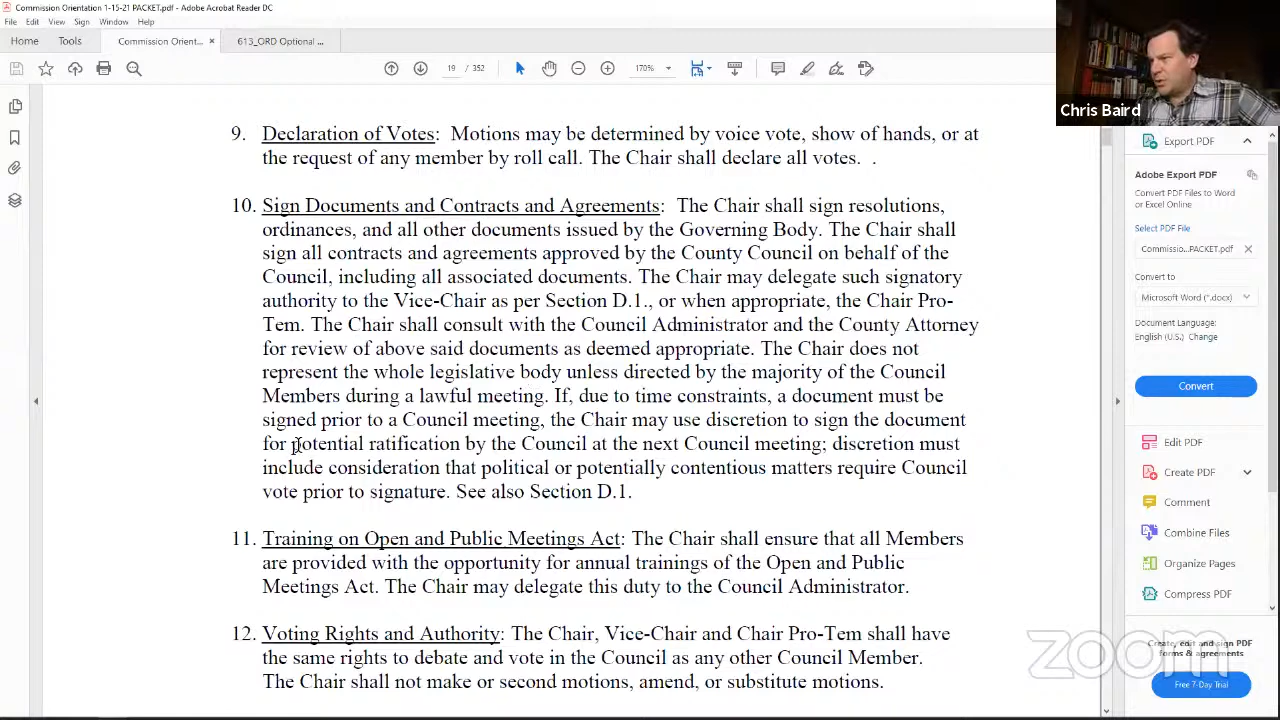 Commission Orientation 1-15-21 PACKET.pdf - Adobe Acrobat Reader DC
File Edit View Sign Window Help
Home Tools Commission Orient... × 613_ORD Optional ...
19 / 352 170%
Chris Baird
9. Declaration of Votes: Motions may be determined by voice vote, show of hands, or at
the request of any member by roll call. The Chair shall declare all votes. .
10. Sign Documents and Contracts and Agreements: The Chair shall sign resolutions,
ordinances, and all other documents issued by the Governing Body. The Chair shall
sign all contracts and agreements approved by the County Council on behalf of the
Council, including all associated documents. The Chair may delegate such signatory
authority to the Vice-Chair as per Section D.1., or when appropriate, the Chair Pro-
Tem. The Chair shall consult with the Council Administrator and the County Attorney
for review of above said documents as deemed appropriate. The Chair does not
represent the whole legislative body unless directed by the majority of the Council
Members during a lawful meeting. If, due to time constraints, a document must be
signed prior to a Council meeting, the Chair may use discretion to sign the document
for potential ratification by the Council at the next Council meeting; discretion must
include consideration that political or potentially contentious matters require Council
vote prior to signature. See also Section D.1.
11. Training on Open and Public Meetings Act: The Chair shall ensure that all Members
are provided with the opportunity for annual trainings of the Open and Public
Meetings Act. The Chair may delegate this duty to the Council Administrator.
12. Voting Rights and Authority: The Chair, Vice-Chair and Chair Pro-Tem shall have
the same rights to debate and vote in the Council as any other Council Member.
The Chair shall not make or second motions, amend, or substitute motions.
Export PDF
Adobe Export PDF
Convert PDF Files to Word
or Excel Online
Select PDF File
Commissio...PACKET.pdf ×
Convert to
Microsoft Word (*.docx)
Document Language:
English (U.S.) Change
Convert
Edit PDF
Create PDF
Comment
Combine Files
Organize Pages
Compress PDF
Create, edit and sign PDF
forms & agreements
Free 7-Day Trial
zoom